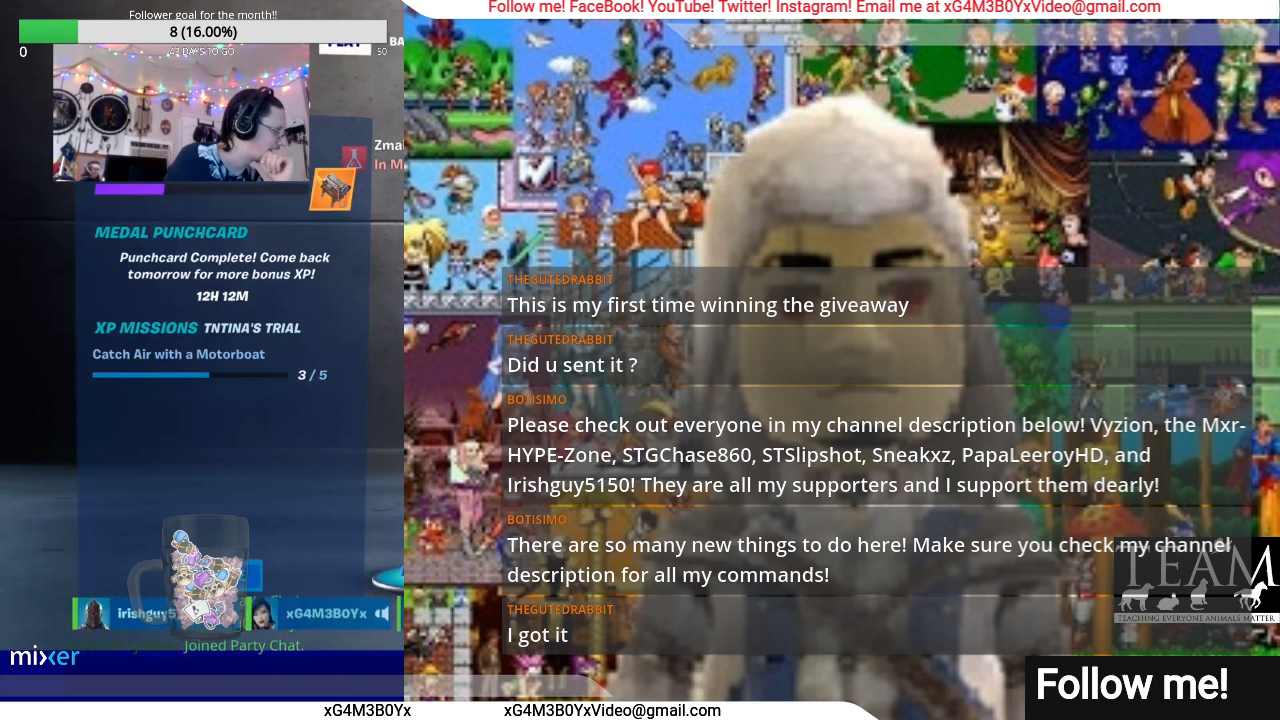 Follow me! FaceBook! YouTube! Twitter! Instagram! Email me at xG4M3B0YxVideo@gmail.com
Follower goal for the month!!
8 (16.00%)
0
50
Zmai
In M
MEDAL PUNCHCARD
Punchcard Complete! Come back
tomorrow for more bonus XP!
12H 12M
XP MISSIONS TNTINA'S TRIAL
Catch Air with a Motorboat
3 / 5
THEGUTEDRABBIT
This is my first time winning the giveaway
THEGUTEDRABBIT
Did u sent it ?
BOTISIMO
Please check out everyone in my channel description below! Vyzion, the Mxr-
HYPE-Zone, STGChase860, STSlipshot, Sneakxz, PapaLeeroyHD, and
Irishguy5150! They are all my supporters and I support them dearly!
BOTISIMO
There are so many new things to do here! Make sure you check my channel
description for all my commands!
THEGUTEDRABBIT
I got it
TEAM
TEACHING EVERYONE ANIMALS MATTER
irishguy5
xG4M3B0Yx
Joined Party Chat.
mixer
Follow me!
xG4M3B0Yx
xG4M3B0YxVideo@gmail.com